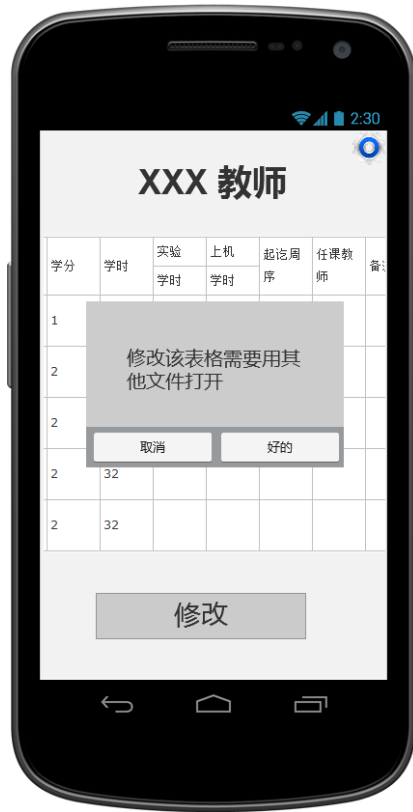 2:30
XXX 教师
学分 学时 实验 上机 起讫周 任课教
学时 学时 序 师 备
1
2
2
2 32
2 32
修改该表格需要用其
他文件打开
取消 好的
修改